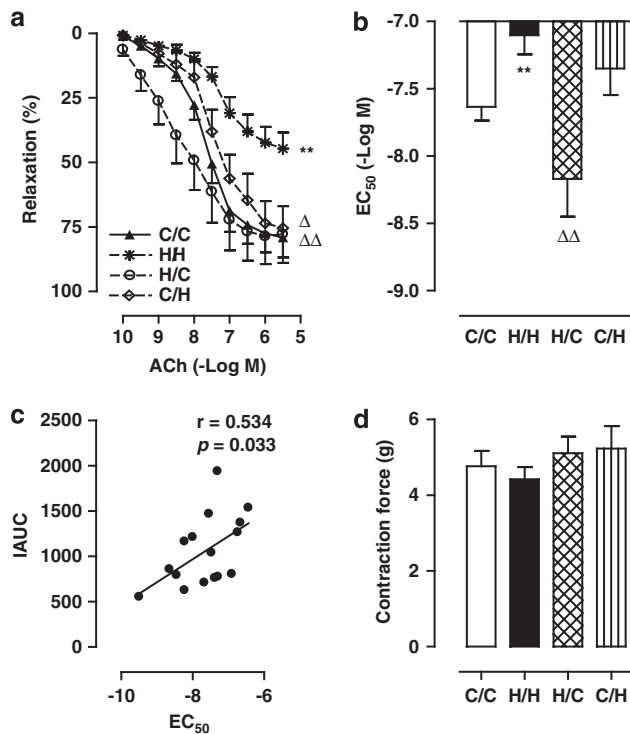 a
0
25
50
75
100
Relaxation (%)
**
Δ
ΔΔ
C/C
H/H
H/C
C/H
10 9 8 7 6 5
ACh (-Log M)
b
-7.0
-7.5
-8.0
-8.5
-9.0
EC50 (-Log M)
**
ΔΔ
C/C H/H H/C C/H
c
r = 0.534
p = 0.033
2500
2000
1500
1000
500
0
IAUC
-10 -8 -6
EC50
d
6
4
2
0
Contraction force (g)
C/C H/H H/C C/H